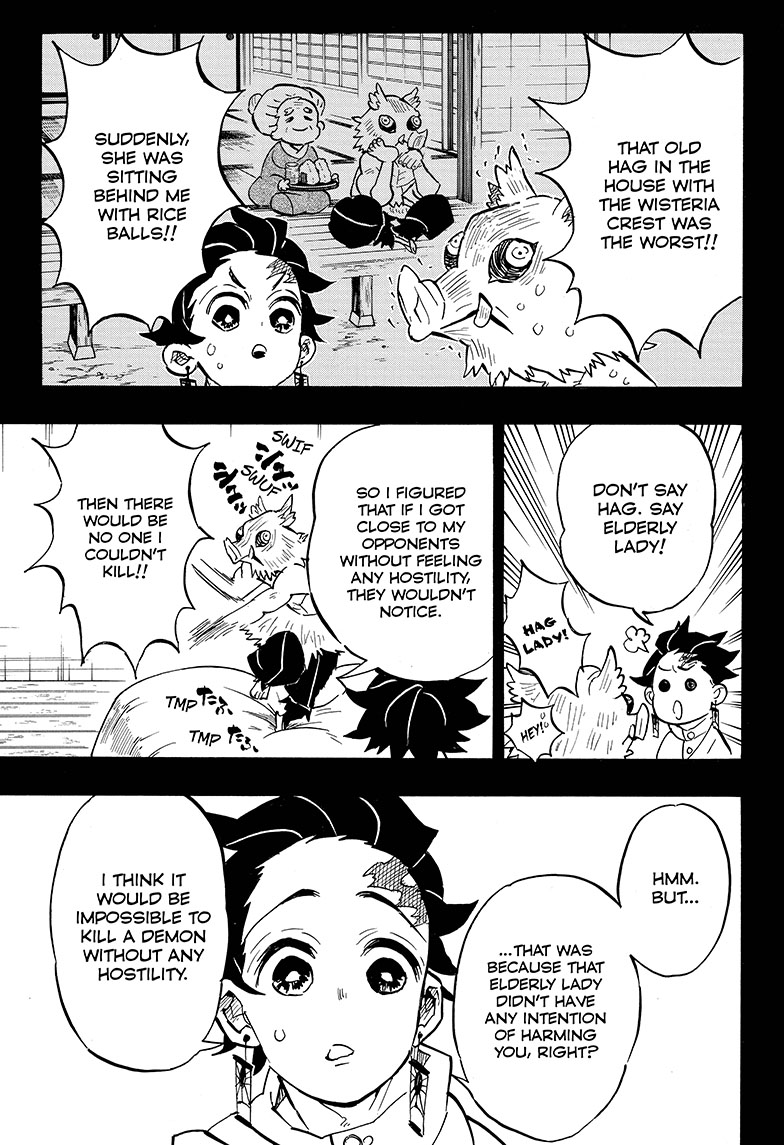 THAT OLD
HAG IN THE
HOUSE WITH
THE WISTERIA
CREST WAS
THE WORST!!
SUDDENLY,
SHE WAS
SITTING
BEHIND ME
WITH RICE
BALLS!!
DON'T SAY
HAG. SAY
ELDERLY
LADY!
HAG
LADY!
HEY!
SO I FIGURED
THAT IF I GOT
CLOSE TO MY
OPPONENTS
WITHOUT FEELING
ANY HOSTILITY,
THEY WOULDN'T
NOTICE.
SWIF
SWUF
THEN THERE
WOULD BE
NO ONE I
COULDN'T
KILL!!
TMP
TMP
HMM.
BUT...
...THAT WAS
BECAUSE THAT
ELDERLY LADY
DIDN'T HAVE
ANY INTENTION
OF HARMING
YOU, RIGHT?
I THINK IT
WOULD BE
IMPOSSIBLE TO
KILL A DEMON
WITHOUT ANY
HOSTILITY.